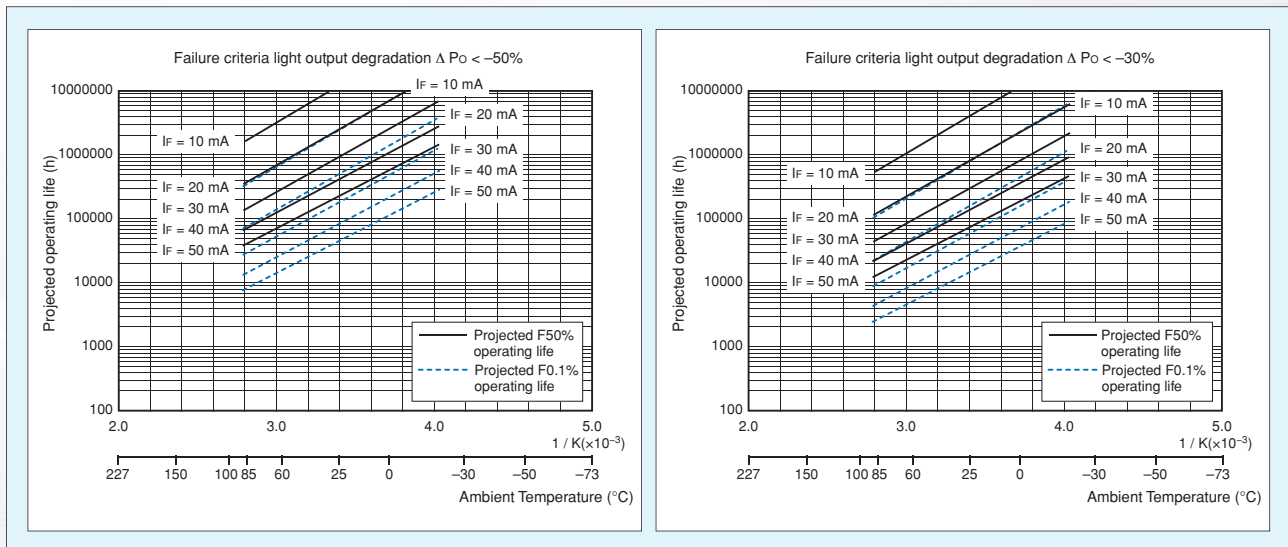 Failure criteria light output degradation Δ Po < –50%
IF = 10 mA
10000000
IF = 20 mA
IF = 10 mA
1000000
IF = 30 mA
IF = 40 mA
IF = 20 mA
IF = 50 mA
IF = 30 mA
100000
IF = 40 mA
IF = 50 mA
10000
Projected operating life (h)
Projected F50%
operating life
1000
Projected F0.1%
operating life
100
2.0 3.0 4.0 5.0
1 / K(×10–3)
227 150 100 85 60 25 0 –30 –50 –73
Ambient Temperature (°C)
Failure criteria light output degradation Δ Po < –30%
10000000
IF = 10 mA
1000000
IF = 20 mA
IF = 10 mA
IF = 30 mA
IF = 40 mA
IF = 20 mA
100000
IF = 50 mA
IF = 30 mA
IF = 40 mA
IF = 50 mA
10000
Projected operating life (h)
Projected F50%
operating life
1000
Projected F0.1%
operating life
100
2.0 3.0 4.0 5.0
1 / K(×10–3)
227 150 100 85 60 25 0 –30 –50 –73
Ambient Temperature (°C)